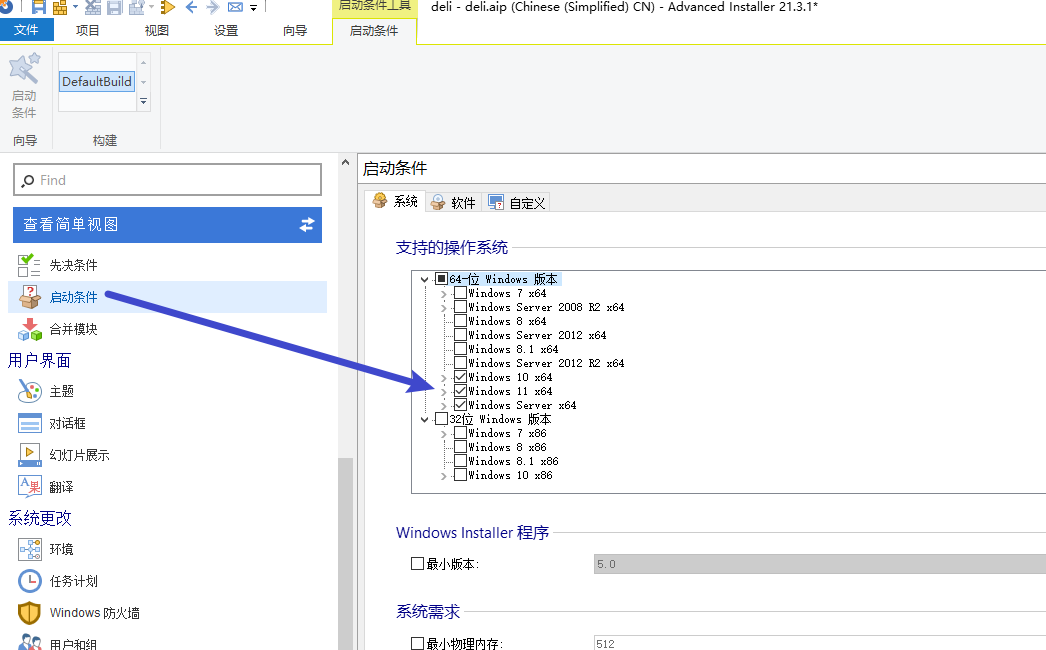 启动条件工具
deli - deli.aip (Chinese (Simplified) CN) - Advanced Installer 21.3.1*
文件 项目 视图 设置 向导 启动条件
启动
条件
DefaultBuild
向导 构建
Find
查看简单视图
先决条件
启动条件
合并模块
用户界面
主题
对话框
幻灯片展示
翻译
系统更改
环境
任务计划
Windows 防火墙
用户和组
启动条件
系统 软件 自定义
支持的操作系统
64-位 Windows 版本
Windows 7 x64
Windows Server 2008 R2 x64
Windows 8 x64
Windows Server 2012 x64
Windows 8.1 x64
Windows Server 2012 R2 x64
Windows 10 x64
Windows 11 x64
Windows Server x64
32位 Windows 版本
Windows 7 x86
Windows 8 x86
Windows 8.1 x86
Windows 10 x86
Windows Installer 程序
最小版本: 5.0
系统需求
最小物理内存: 512